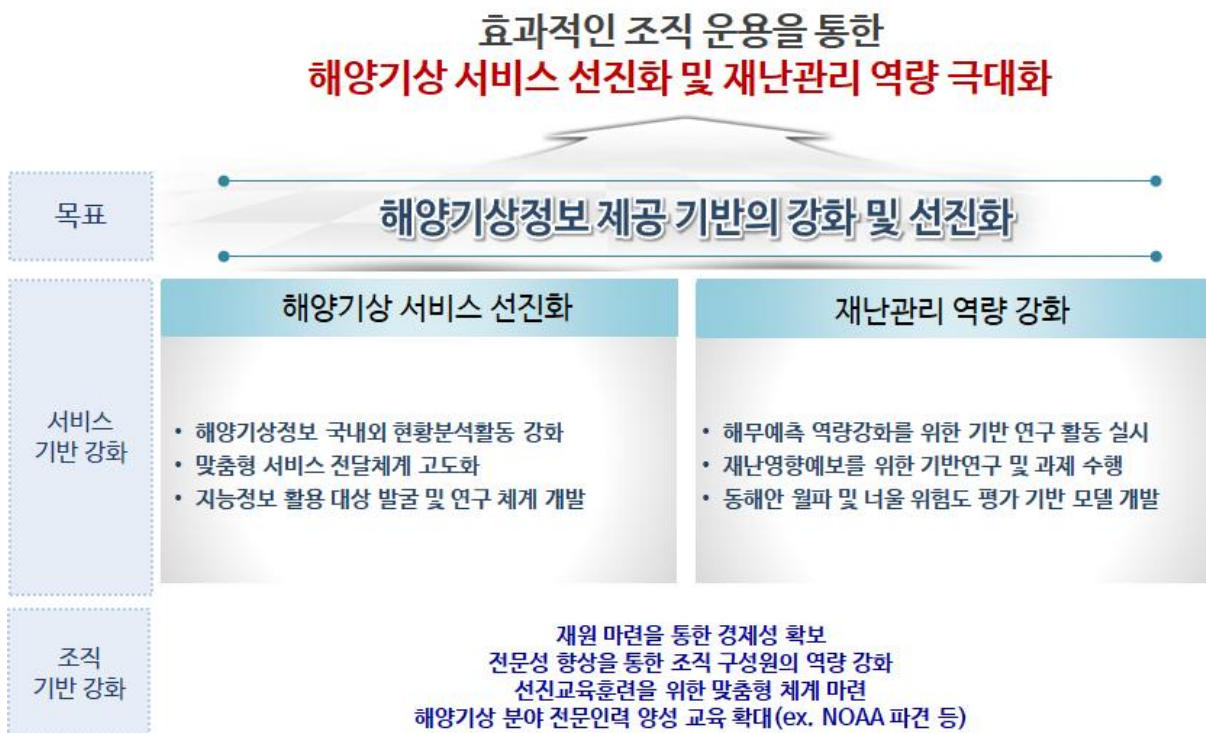 효과적인 조직 운용을 통한
해양기상 서비스 선진화 및 재난관리 역량 극대화
목표
해양기상정보 제공 기반의 강화 및 선진화
서비스
기반 강화
해양기상 서비스 선진화
• 해양기상정보 국내외 현황분석활동 강화
• 맞춤형 서비스 전달체계 고도화
• 지능정보 활용 대상 발굴 및 연구 체계 개발
재난관리 역량 강화
• 해무예측 역량강화를 위한 기반 연구 활동 실시
• 재난영향예보를 위한 기반연구 및 과제 수행
• 동해안 월파 및 너울 위험도 평가 기반 모델 개발
조직
기반 강화
재원 마련을 통한 경제성 확보
전문성 향상을 통한 조직 구성원의 역량 강화
선진교육훈련을 위한 맞춤형 체계 마련
해양기상 분야 전문인력 양성 교육 확대(ex. NOAA 파견 등)